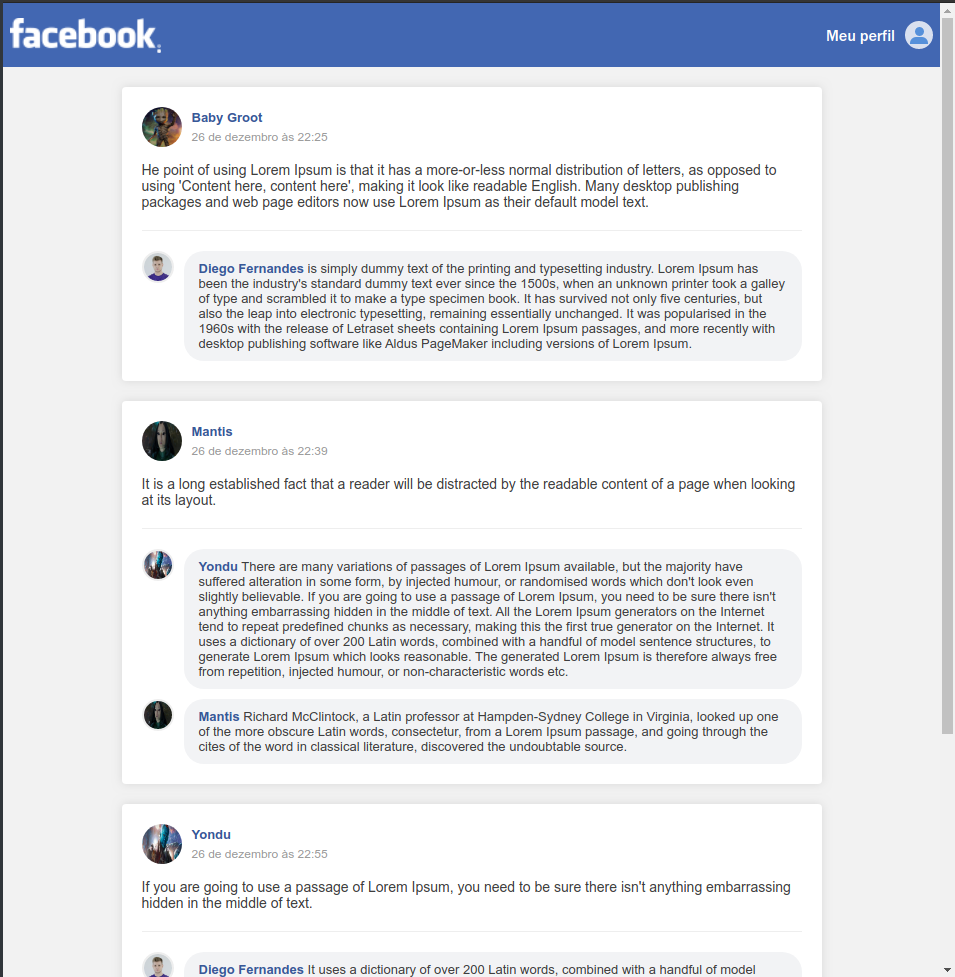 facebook.
Meu perfil
Baby Groot
26 de dezembro às 22:25
He point of using Lorem Ipsum is that it has a more-or-less normal distribution of letters, as opposed to
using 'Content here, content here', making it look like readable English. Many desktop publishing
packages and web page editors now use Lorem Ipsum as their default model text.
Diego Fernandes is simply dummy text of the printing and typesetting industry. Lorem Ipsum has
been the industry's standard dummy text ever since the 1500s, when an unknown printer took a galley
of type and scrambled it to make a type specimen book. It has survived not only five centuries, but
also the leap into electronic typesetting, remaining essentially unchanged. It was popularised in the
1960s with the release of Letraset sheets containing Lorem Ipsum passages, and more recently with
desktop publishing software like Aldus PageMaker including versions of Lorem Ipsum.
Mantis
26 de dezembro às 22:39
It is a long established fact that a reader will be distracted by the readable content of a page when looking
at its layout.
Yondu There are many variations of passages of Lorem Ipsum available, but the majority have
suffered alteration in some form, by injected humour, or randomised words which don't look even
slightly believable. If you are going to use a passage of Lorem Ipsum, you need to be sure there isn't
anything embarrassing hidden in the middle of text. All the Lorem Ipsum generators on the Internet
tend to repeat predefined chunks as necessary, making this the first true generator on the Internet. It
uses a dictionary of over 200 Latin words, combined with a handful of model sentence structures, to
generate Lorem Ipsum which looks reasonable. The generated Lorem Ipsum is therefore always free
from repetition, injected humour, or non-characteristic words etc.
Mantis Richard McClintock, a Latin professor at Hampden-Sydney College in Virginia, looked up one
of the more obscure Latin words, consectetur, from a Lorem Ipsum passage, and going through the
cites of the word in classical literature, discovered the undoubtable source.
Yondu
26 de dezembro às 22:55
If you are going to use a passage of Lorem Ipsum, you need to be sure there isn't anything embarrassing
hidden in the middle of text.
Diego Fernandes It uses a dictionary of over 200 Latin words, combined with a handful of model